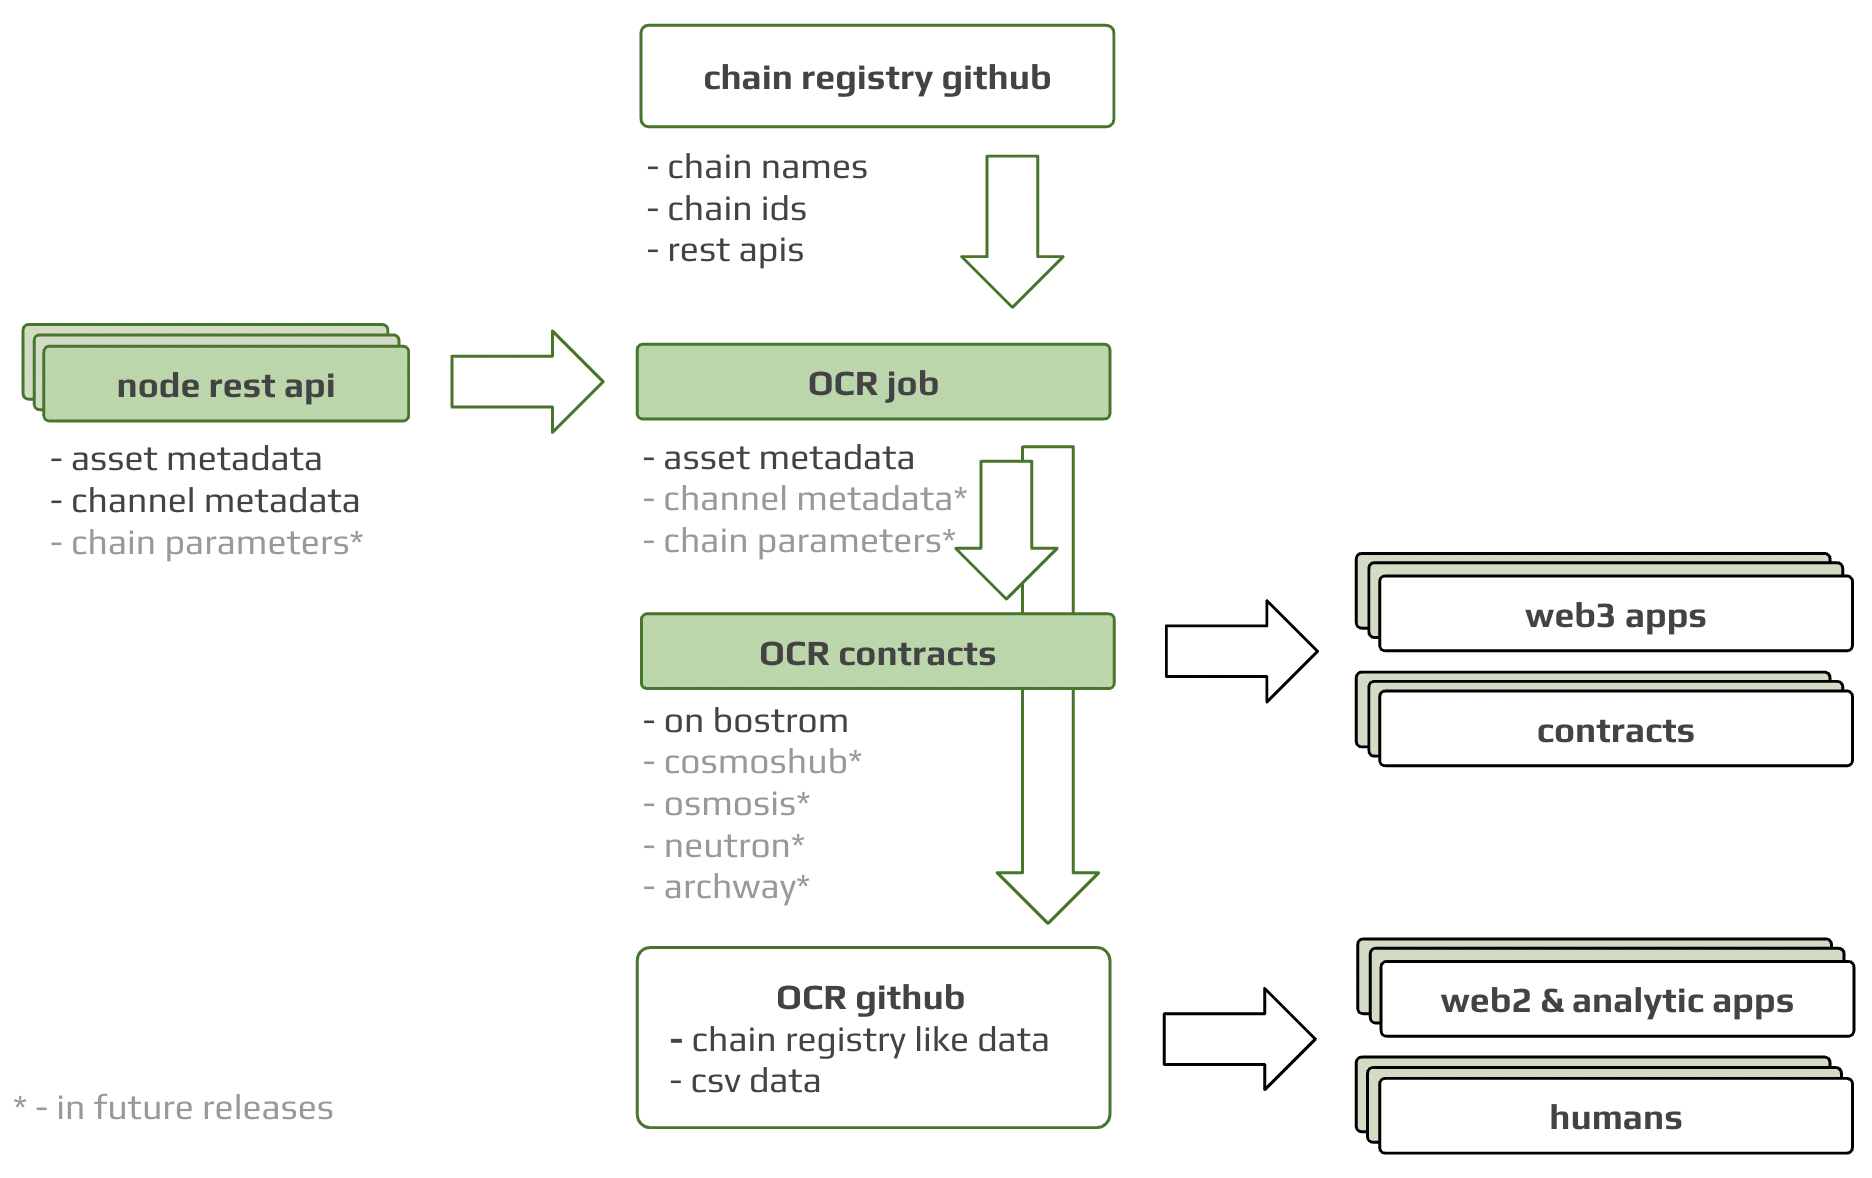 chain registry github
- chain names
- chain ids
- rest apis
node rest api
- asset metadata
- channel metadata
- chain parameters*
OCR job
- asset metadata
- channel metadata*
- chain parameters*
OCR contracts
- on bostrom
- cosmoshub*
- osmosis*
- neutron*
- archway*
web3 apps
contracts
OCR github
- chain registry like data
- csv data
web2 & analytic apps
humans
* - in future releases